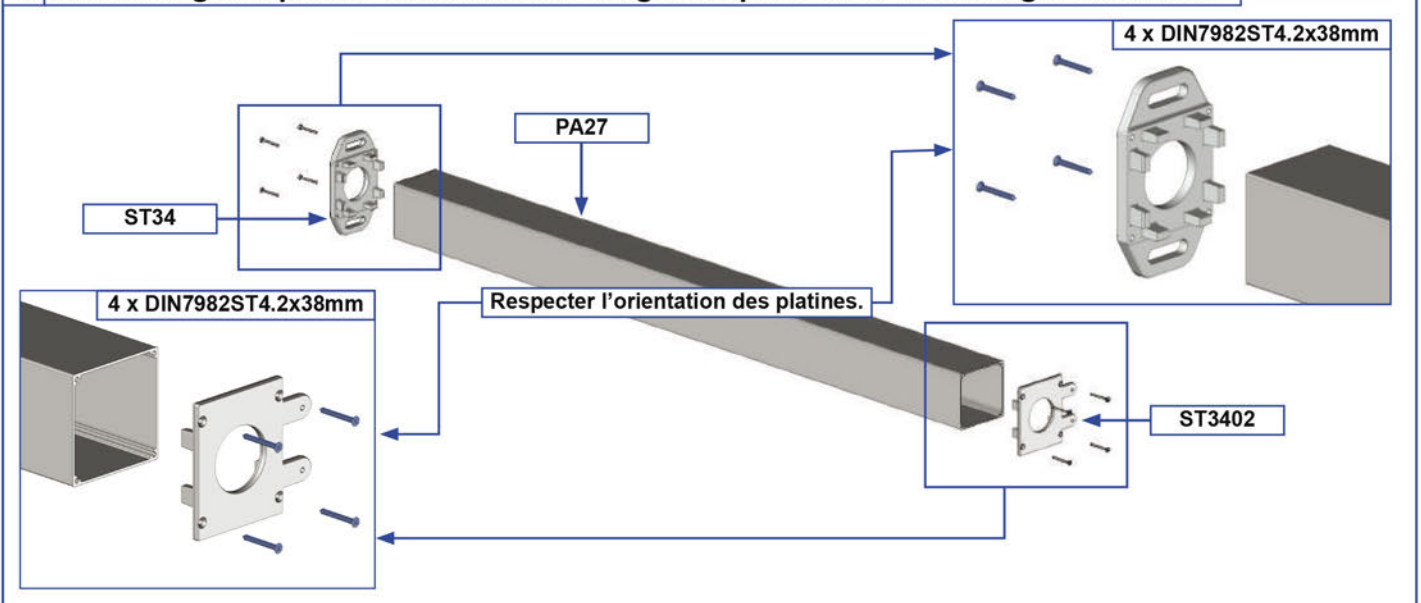 4 x DIN7982ST4.2x38mm
PA27
ST34
4 x DIN7982ST4.2x38mm
Respecter l’orientation des platines.
ST3402